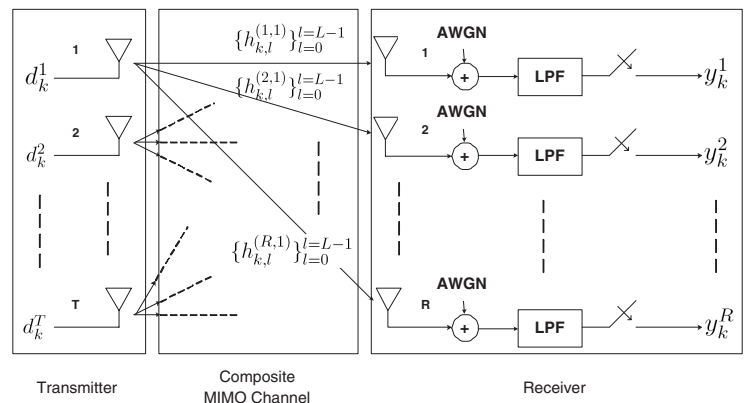 1
d_k^1
{h_{k,l}^{(1,1)}}_{l=0}^{l=L-1}
1
AWGN
+
LPF
y_k^1
{h_{k,l}^{(2,1)}}_{l=0}^{l=L-1}
2
d_k^2
2
AWGN
+
LPF
y_k^2
{h_{k,l}^{(R,1)}}_{l=0}^{l=L-1}
T
d_k^T
R
AWGN
+
LPF
y_k^R
Transmitter
Composite
MIMO Channel
Receiver